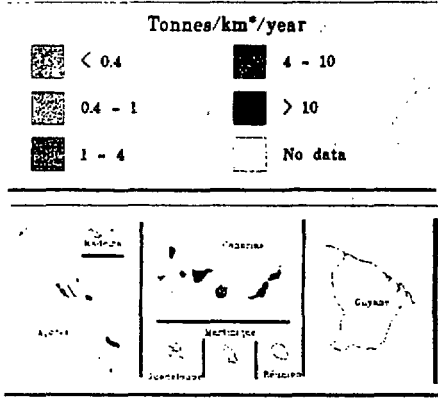 Tonnes/km²/year
< 0.4
4 - 10
0.4 - 1
> 10
1 - 4
No data
Madeira
Canarias
Guyane
Açores
Martinique
Guadeloupe
Réunion